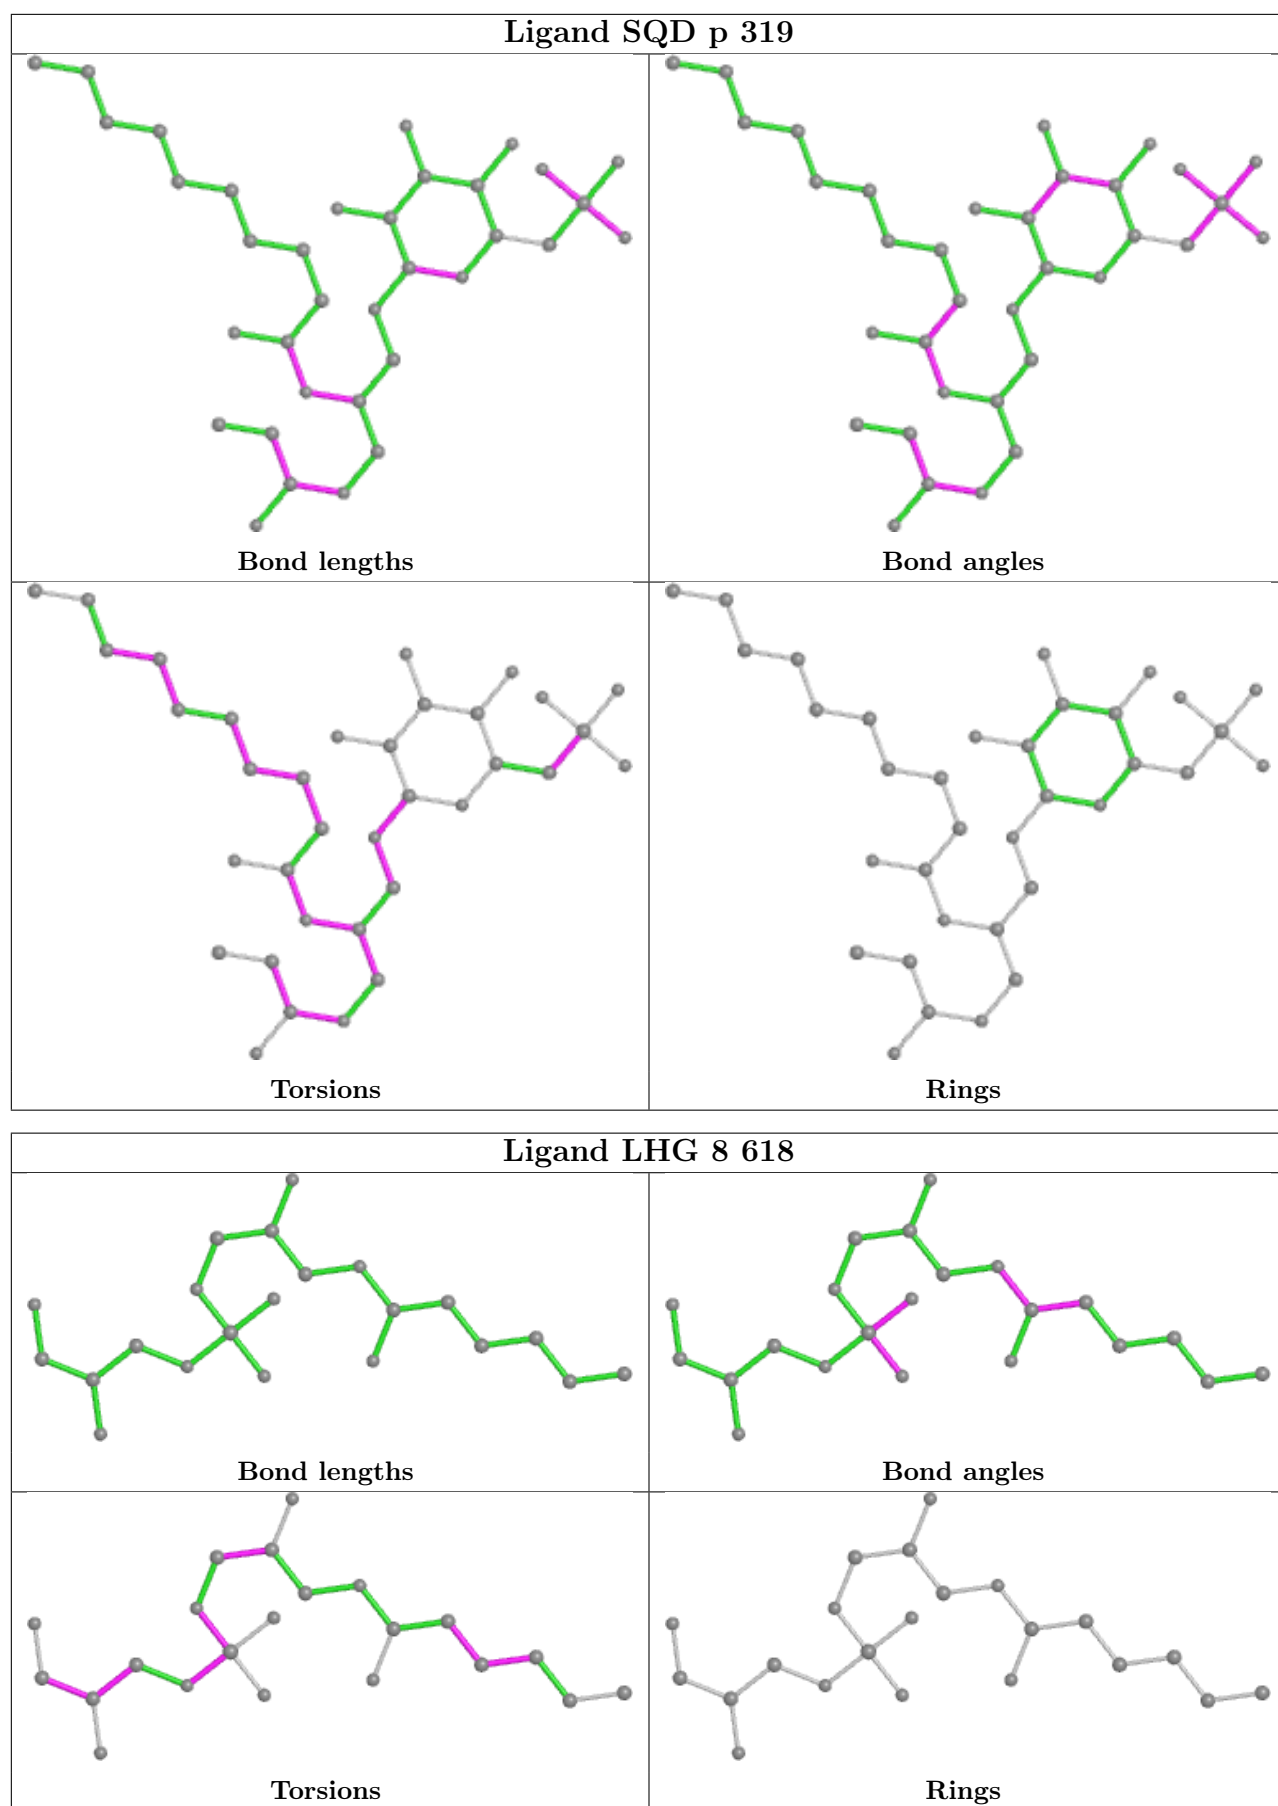 Ligand SQD p 319
Bond lengths
Bond angles
Torsions
Rings
Ligand LHG 8 618
Bond lengths
Bond angles
Torsions
Rings